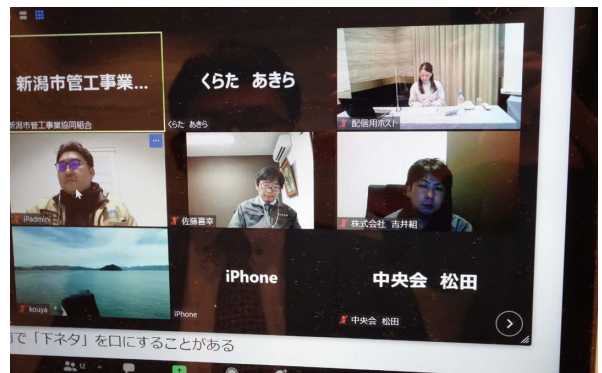 新潟市管工事業...
新潟市管工事業協同組合
くらた あきら
くらた あきら
配信用ホスト
iPadmini
佐藤喜幸
株式会社 吉井組
kouya
iPhone
iPhone
中央会 松田
中央会 松田
で「下ネタ」を口にすることがある
12